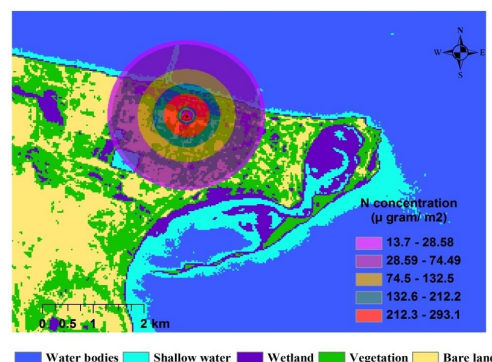 N
W E
S
N concentration
(µ gram/ m2)
13.7 - 28.58
28.59 - 74.49
74.5 - 132.5
132.6 - 212.2
212.3 - 293.1
0 0.5 1 2 km
Water bodies Shallow water Wetland Vegetation Bare land